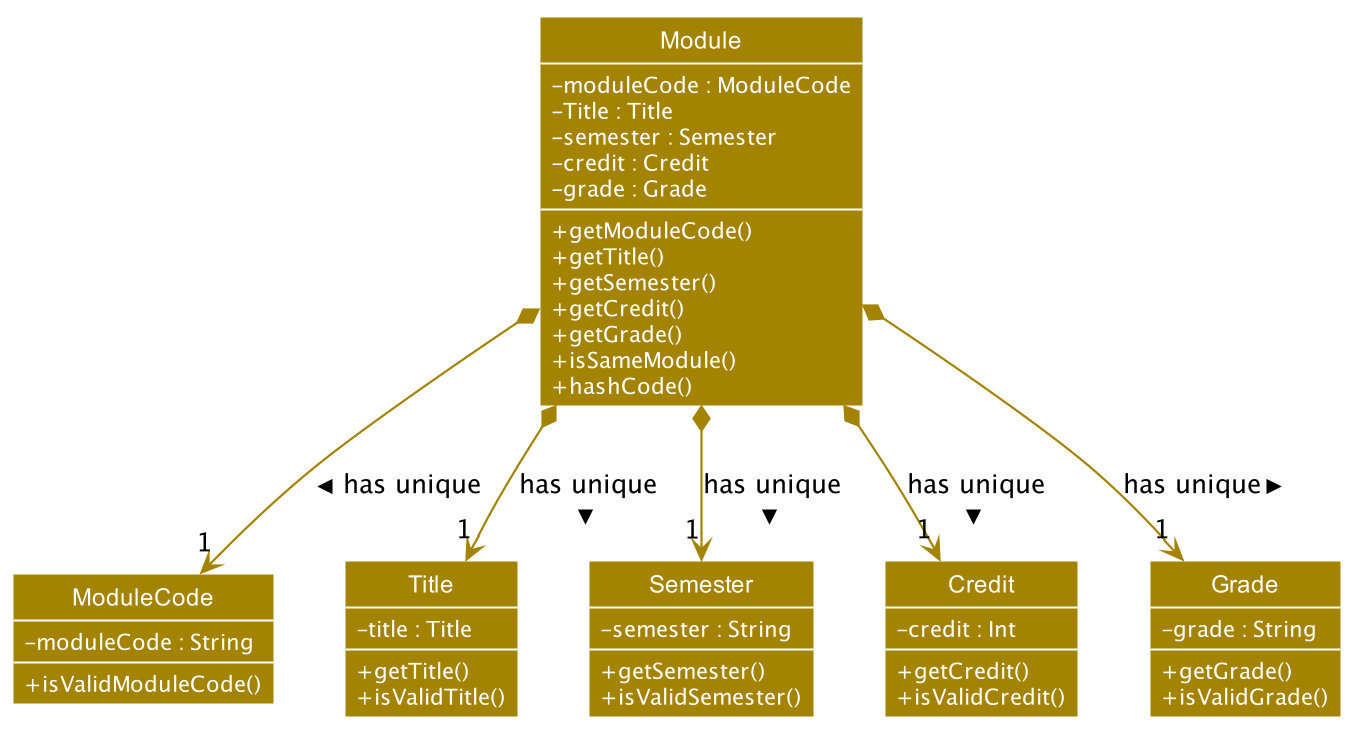 Module
-moduleCode : ModuleCode
-Title : Title
-semester : Semester
-credit : Credit
-grade : Grade
+getModuleCode()
+getTitle()
+getSemester()
+getCredit()
+getGrade()
+isSameModule()
+hashCode()
◄ has unique
has unique
▼
has unique
▼
has unique
▼
has unique►
1
1
1
1
1
ModuleCode
-moduleCode : String
+isValidModuleCode()
Title
-title : Title
+getTitle()
+isValidTitle()
Semester
-semester : String
+getSemester()
+isValidSemester()
Credit
-credit : Int
+getCredit()
+isValidCredit()
Grade
-grade : String
+getGrade()
+isValidGrade()